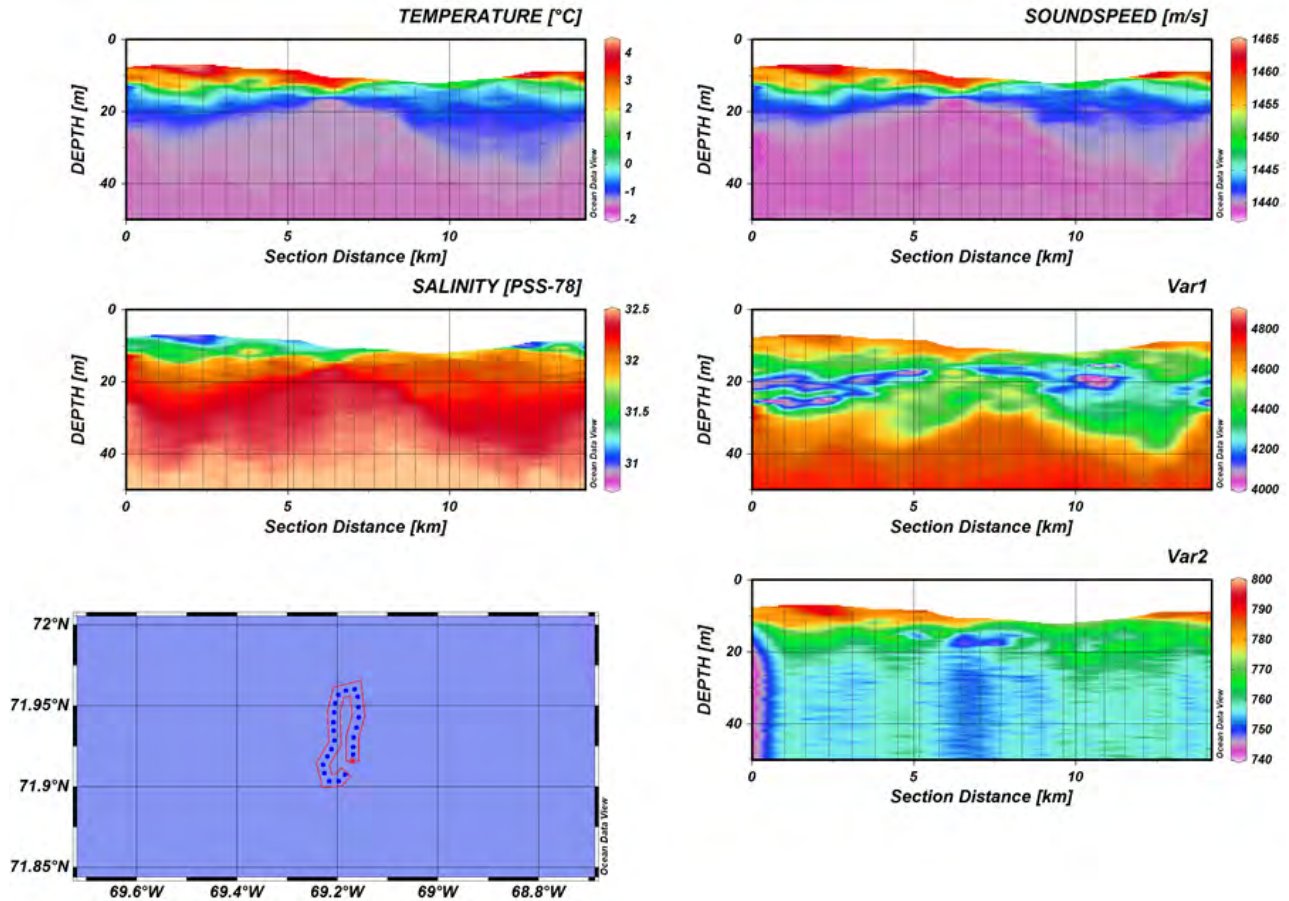 TEMPERATURE [°C]
0
20
40
DEPTH [m]
4
3
2
1
0
-1
-2
Ocean Data View
0 5 10
Section Distance [km]
SOUNDSPEED [m/s]
0
20
40
DEPTH [m]
1465
1460
1455
1450
1445
1440
Ocean Data View
0 5 10
Section Distance [km]
SALINITY [PSS-78]
0
20
40
DEPTH [m]
32.5
32
31.5
31
Ocean Data View
0 5 10
Section Distance [km]
Var1
0
20
40
DEPTH [m]
4800
4600
4400
4200
4000
Ocean Data View
0 5 10
Section Distance [km]
72°N
71.95°N
71.9°N
71.85°N
69.6°W 69.4°W 69.2°W 69°W 68.8°W
Ocean Data View
Var2
0
20
40
DEPTH [m]
800
790
780
770
760
750
740
Ocean Data View
0 5 10
Section Distance [km]